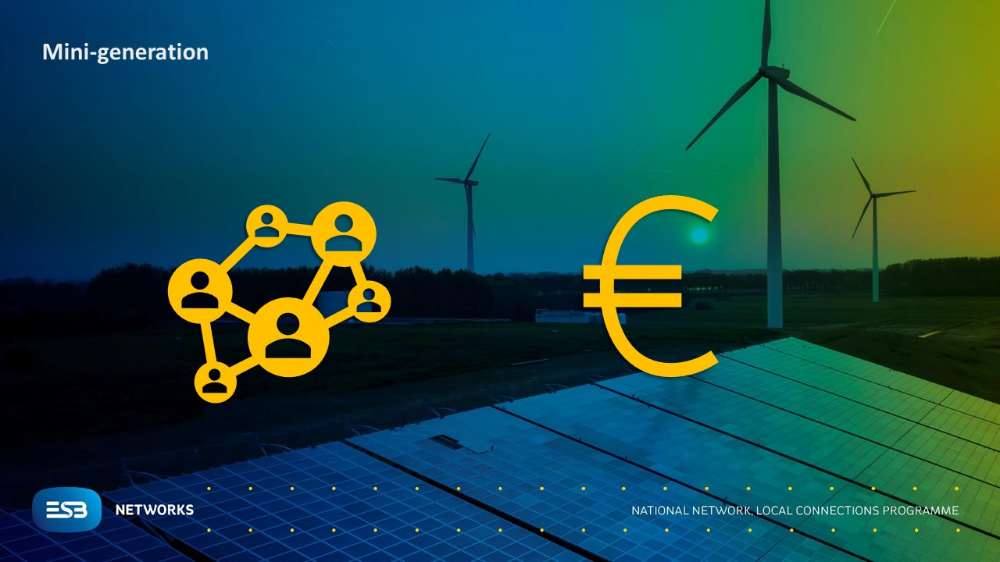 Mini-generation
€
ESB NETWORKS
NATIONAL NETWORK, LOCAL CONNECTIONS PROGRAMME